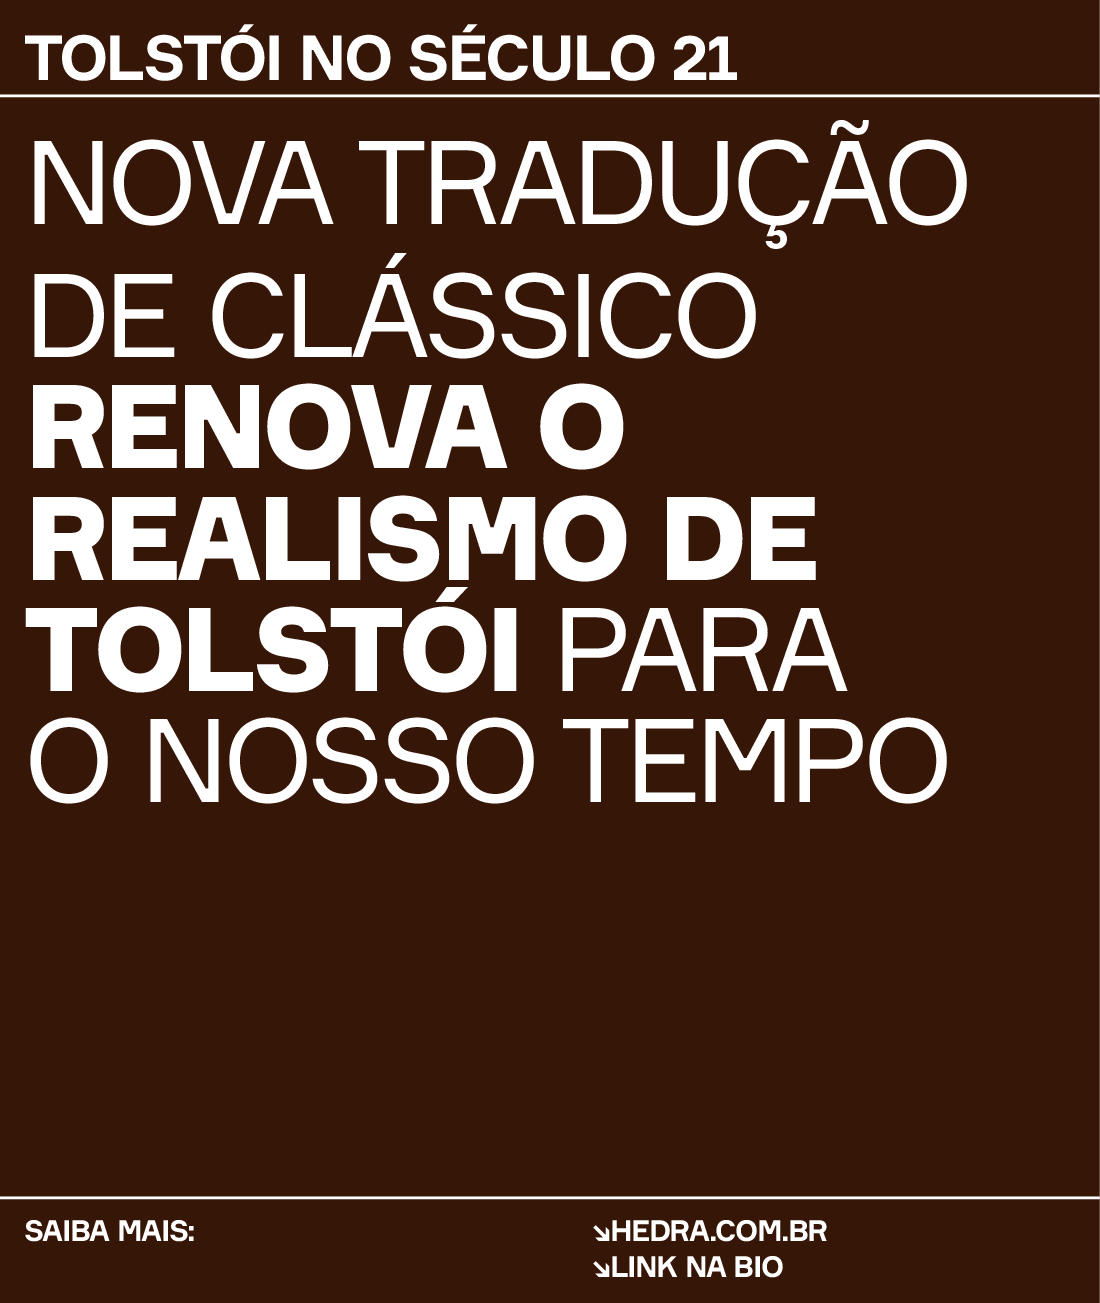 TOLSTÓI NO SÉCULO 21
NOVA TRADUÇÃO
DE CLÁSSICO
RENOVA O
REALISMO DE
TOLSTÓI PARA
O NOSSO TEMPO
SAIBA MAIS:
↘HEDRA.COM.BR
↘LINK NA BIO